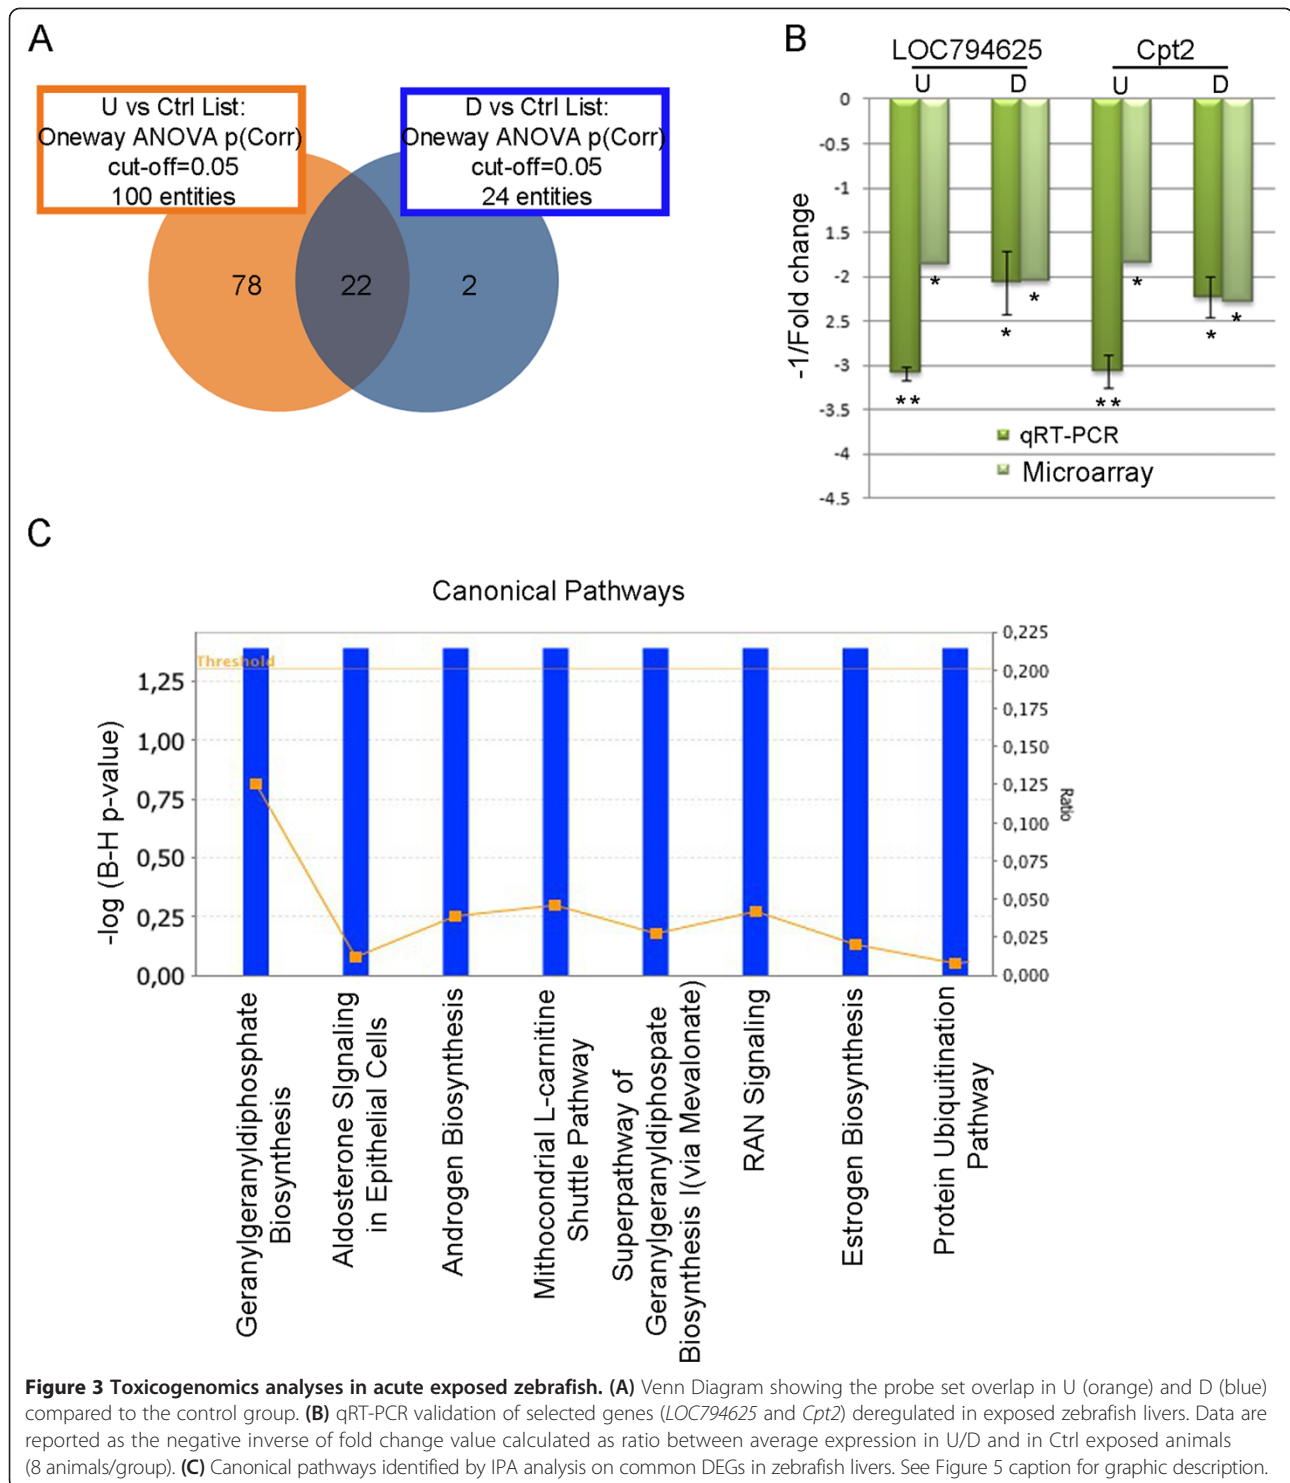 A
U vs Ctrl List:
Oneway ANOVA p(Corr)
cut-off=0.05
100 entities
D vs Ctrl List:
Oneway ANOVA p(Corr)
cut-off=0.05
24 entities
78
22
2
B
LOC794625
Cpt2
U
D
U
D
0
-0.5
-1
-1.5
-2
-2.5
-3
-3.5
-4
-4.5
-1/Fold change
*
*
*
*
*
*
**
**
qRT-PCR
Microarray
C
Canonical Pathways
Threshold
1,25
1,00
0,75
0,50
0,25
0,00
-log (B-H p-value)
0,225
0,200
0,175
0,150
0,125
0,100
0,075
0,050
0,025
0,000
Ratio
Geranylgeranyldiphosphate
Biosynthesis
Aldosterone SIgnaling
in Epithelial Cells
Androgen Biosynthesis
Mithocondrial L-carnitine
Shuttle Pathway
Superpathway of
Geranylgeranyldiphospate
Biosynthesis I(via Mevalonate)
RAN Signaling
Estrogen Biosynthesis
Protein Ubiquitination
Pathway
Figure 3 Toxicogenomics analyses in acute exposed zebrafish. (A) Venn Diagram showing the probe set overlap in U (orange) and D (blue)
compared to the control group. (B) qRT-PCR validation of selected genes (LOC794625 and Cpt2) deregulated in exposed zebrafish livers. Data are
reported as the negative inverse of fold change value calculated as ratio between average expression in U/D and in Ctrl exposed animals
(8 animals/group). (C) Canonical pathways identified by IPA analysis on common DEGs in zebrafish livers. See Figure 5 caption for graphic description.